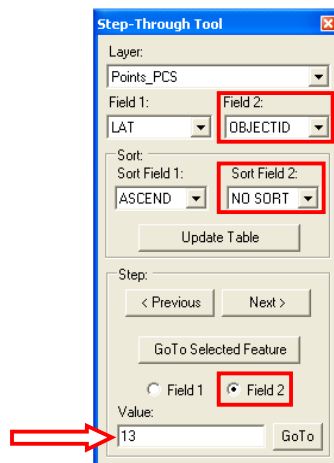 Step-Through Tool
Layer:
Points_PCS
Field 1: Field 2:
LAT OBJECTID
Sort:
Sort Field 1: Sort Field 2:
ASCEND NO SORT
Update Table
Step:
< Previous Next >
GoTo Selected Feature
Field 1 Field 2
Value:
13 GoTo